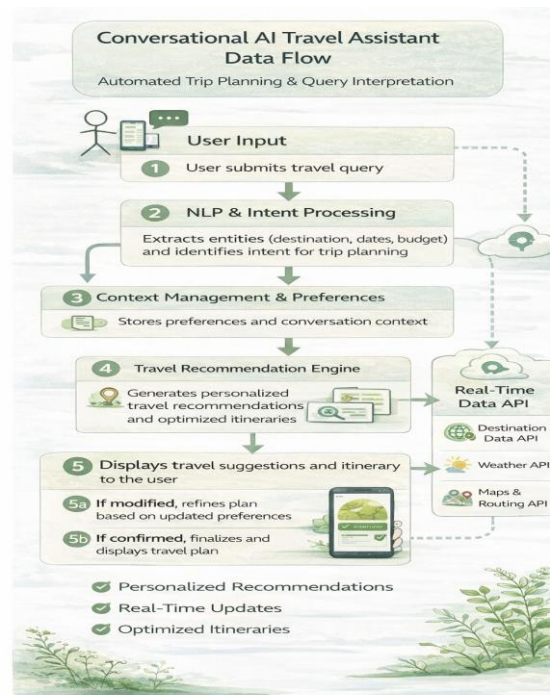 Conversational AI Travel Assistant
Data Flow
Automated Trip Planning & Query Interpretation
User Input
1 User submits travel query
2 NLP & Intent Processing
Extracts entities (destination, dates, budget)
and identifies intent for trip planning
3 Context Management & Preferences
Stores preferences and conversation context
4 Travel Recommendation Engine
Generates personalized
travel recommendations
and optimized itineraries
Real-Time
Data API
Destination
Data API
Weather API
Maps &
Routing API
5 Displays travel suggestions and itinerary
to the user
5a If modified, refines plan
based on updated preferences
5b If confirmed, finalizes and
displays travel plan
Personalized Recommendations
Real-Time Updates
Optimized Itineraries